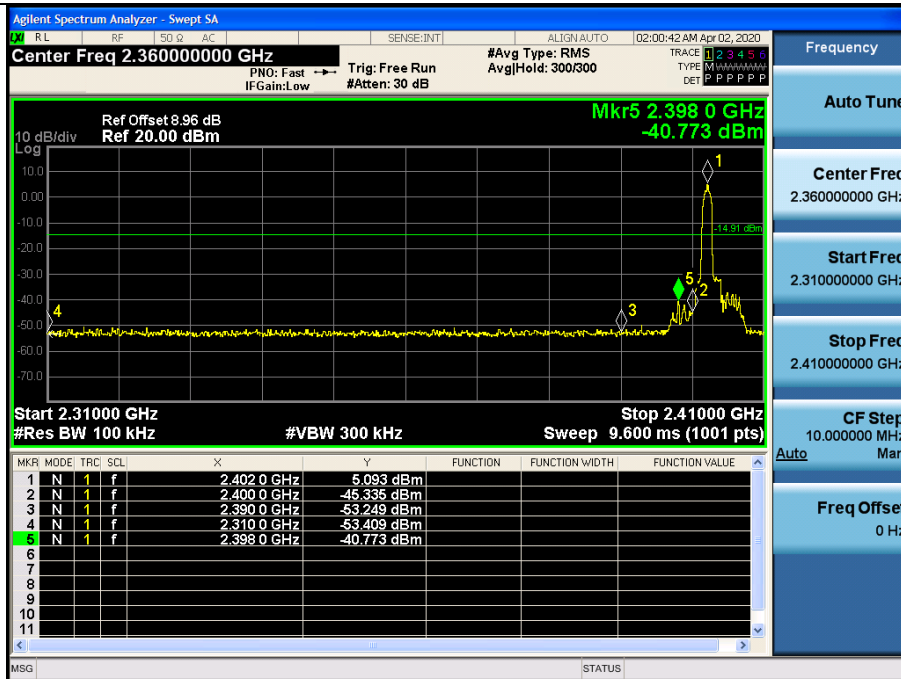 Agilent Spectrum Analyzer - Swept SA
LXI RL RF 50 Ω AC SENSE:INT ALIGN AUTO 02:00:42 AM Apr 02, 2020
Center Freq 2.360000000 GHz
PNO: Fast
IFGain:Low
Trig: Free Run
#Atten: 30 dB
#Avg Type: RMS
Avg|Hold: 300/300
TRACE 1 2 3 4 5 6
TYPE M
DET P P P P P P
Mkr5 2.398 0 GHz
-40.773 dBm
Ref Offset 8.96 dB
10 dB/div Ref 20.00 dBm
Log
10.0
0.00
-10.0
-20.0
-30.0
-40.0
-50.0
-60.0
-70.0
1
-14.91 dBm
5
2
3
4
Start 2.31000 GHz Stop 2.41000 GHz
#Res BW 100 kHz #VBW 300 kHz Sweep 9.600 ms (1001 pts)
MKR MODE TRC SCL X Y FUNCTION FUNCTION WIDTH FUNCTION VALUE
1 N 1 f 2.402 0 GHz 5.093 dBm
2 N 1 f 2.400 0 GHz -45.335 dBm
3 N 1 f 2.390 0 GHz -53.249 dBm
4 N 1 f 2.310 0 GHz -53.409 dBm
5 N 1 f 2.398 0 GHz -40.773 dBm
6
7
8
9
10
11
MSG STATUS
Frequency
Auto Tune
Center Freq
2.360000000 GHz
Start Freq
2.310000000 GHz
Stop Freq
2.410000000 GHz
CF Step
10.000000 MHz
Auto Man
Freq Offset
0 Hz